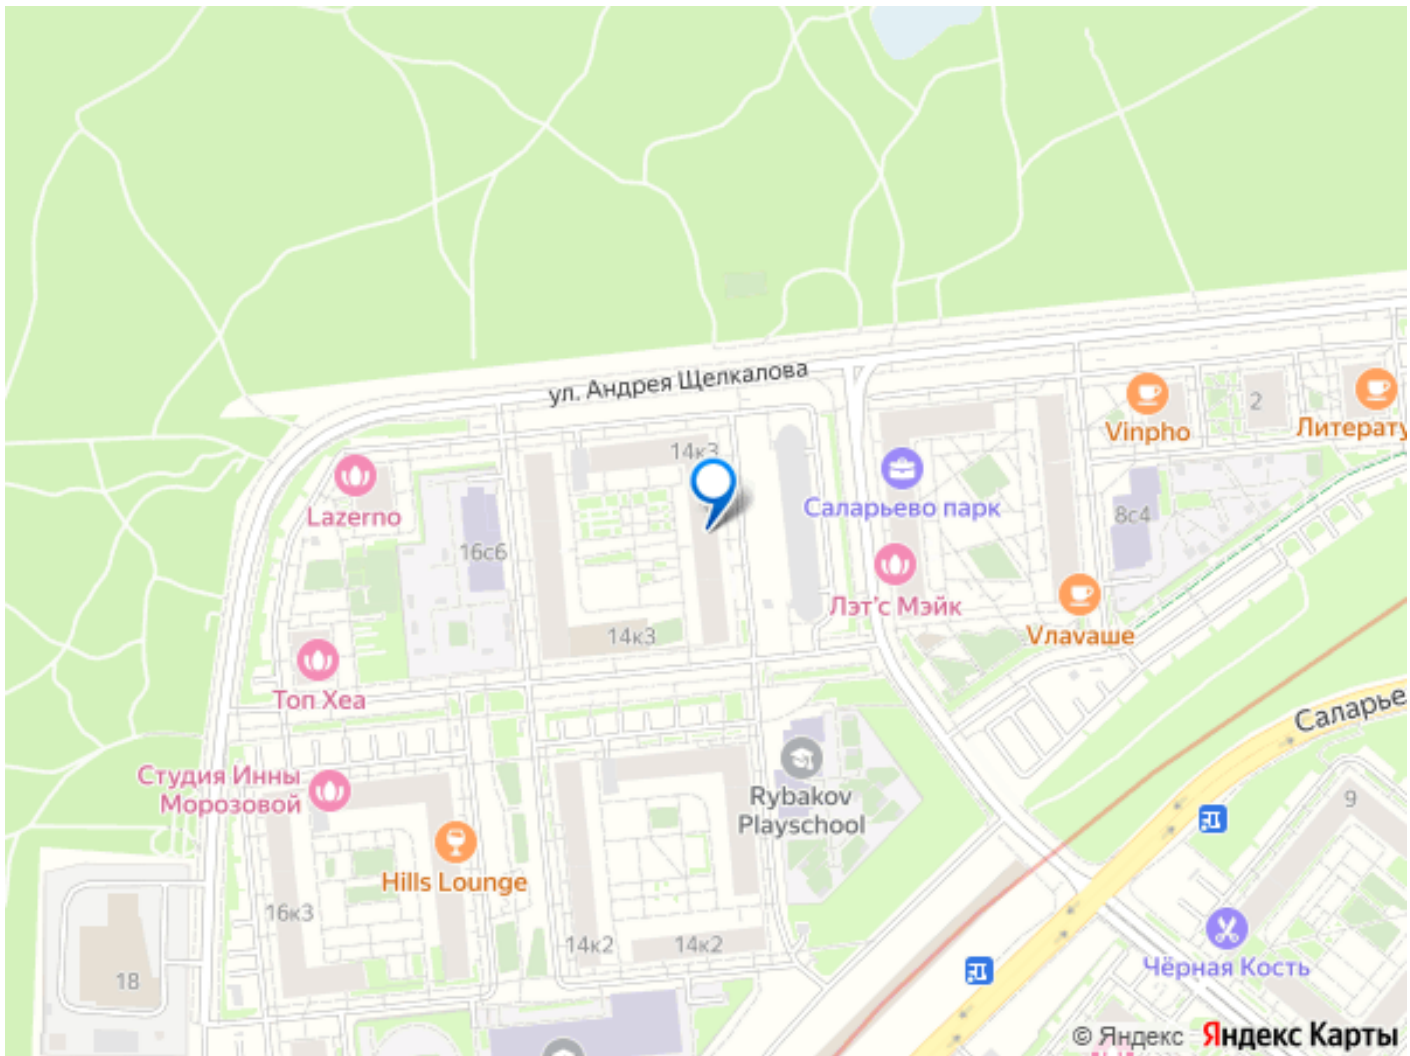 ул. Андрея Щелкалова
2
Vinpho
Литерату
14к3
Lazerno
Саларьево парк
8с4
16с6
Лэт'с Мэйк
Vлаvаше
14к3
Топ Хеа
Саларье
Студия Инны
Морозовой
Rybakov
Playschool
9
Hills Lounge
16к3
14к2
14к2
Чёрная Кость
18
© Яндекс Яндекс Карты